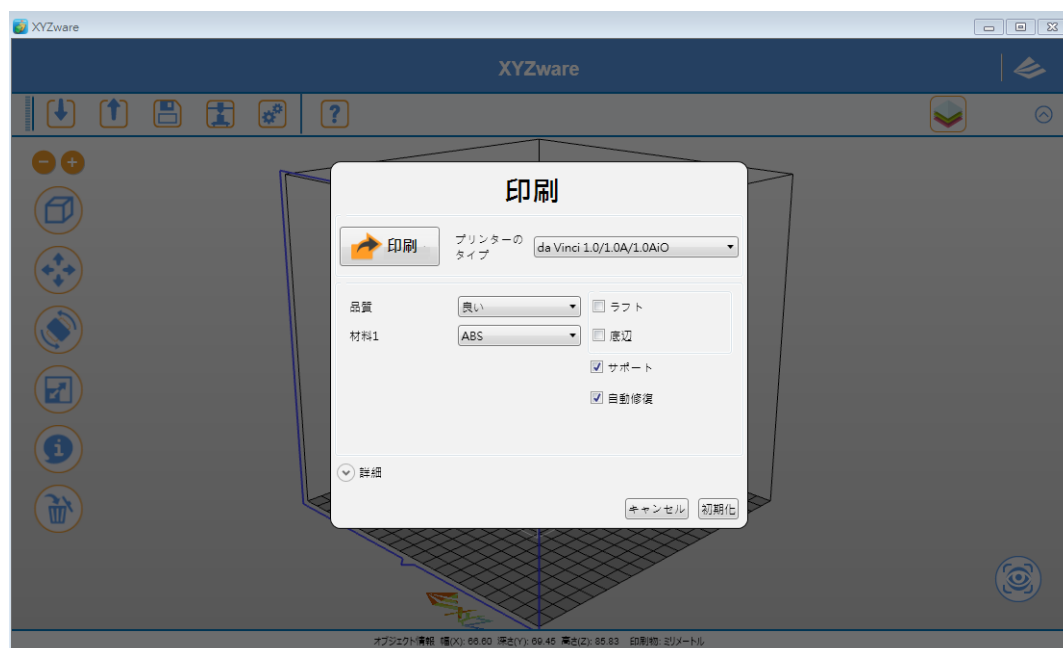 XYZware
XYZware
?
印刷
印刷
プリンターの
タイプ
da Vinci 1.0/1.0A/1.0AiO
品質
良い
ラフト
材料1
ABS
底辺
サポート
自動修復
詳細
キャンセル
初期化
オブジェクト情報 幅(X): 66.60 深さ(Y): 69.45 高さ(Z): 85.83 印刷物: ミリメートル